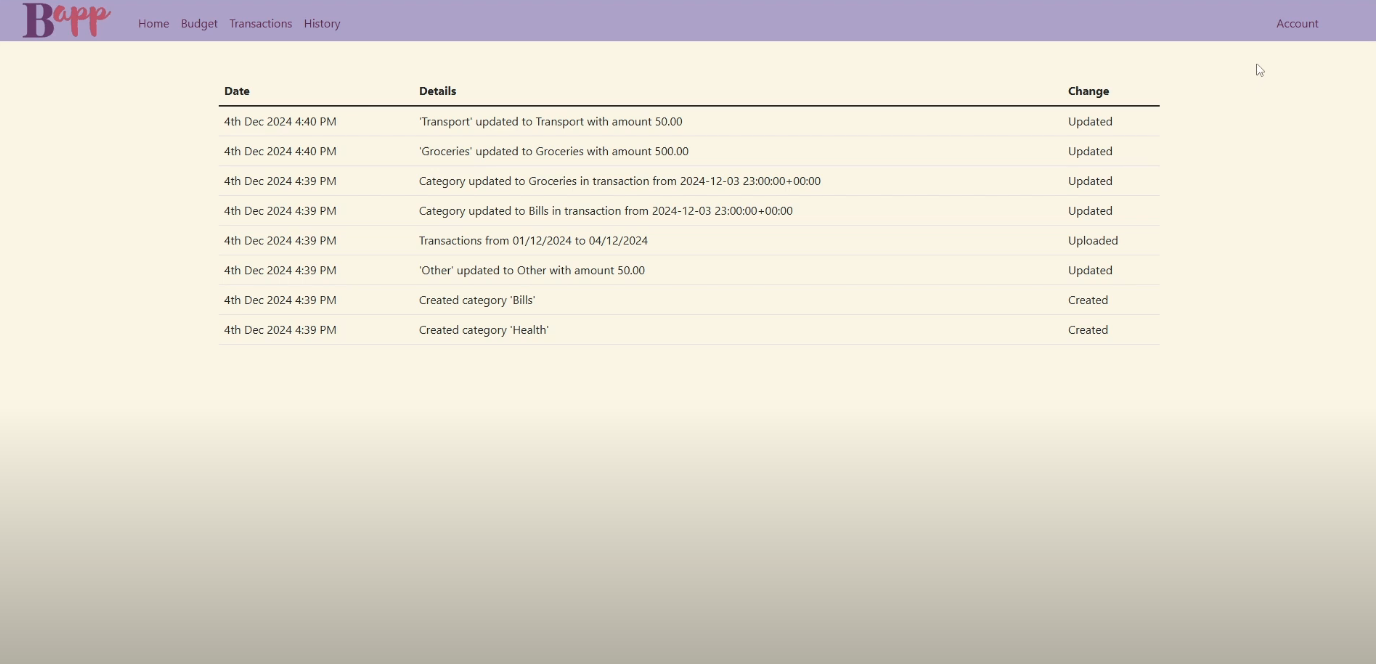 Bapp Home Budget Transactions History Account
Date Details Change
4th Dec 2024 4:40 PM 'Transport' updated to Transport with amount 50.00 Updated
4th Dec 2024 4:40 PM 'Groceries' updated to Groceries with amount 500.00 Updated
4th Dec 2024 4:39 PM Category updated to Groceries in transaction from 2024-12-03 23:00:00+00:00 Updated
4th Dec 2024 4:39 PM Category updated to Bills in transaction from 2024-12-03 23:00:00+00:00 Updated
4th Dec 2024 4:39 PM Transactions from 01/12/2024 to 04/12/2024 Uploaded
4th Dec 2024 4:39 PM 'Other' updated to Other with amount 50.00 Updated
4th Dec 2024 4:39 PM Created category 'Bills' Created
4th Dec 2024 4:39 PM Created category 'Health' Created